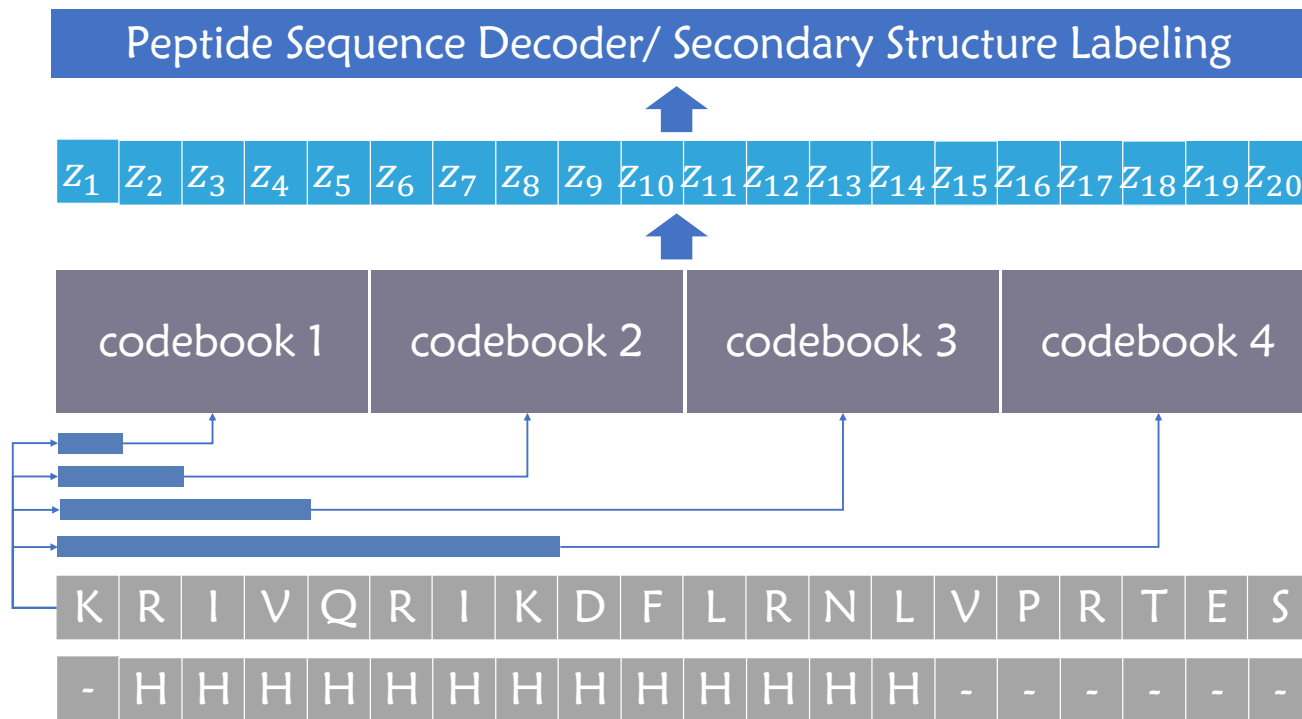 Peptide Sequence Decoder/ Secondary Structure Labeling
z₁ z₂ z₃ z₄ z₅ z₆ z₇ z₈ z₉ z₁₀ z₁₁ z₁₂ z₁₃ z₁₄ z₁₅ z₁₆ z₁₇ z₁₈ z₁₉ z₂₀
codebook 1 codebook 2 codebook 3 codebook 4
K R I V Q R I K D F L R N L V P R T E S
- H H H H H H H H H H H H H - - - - - -